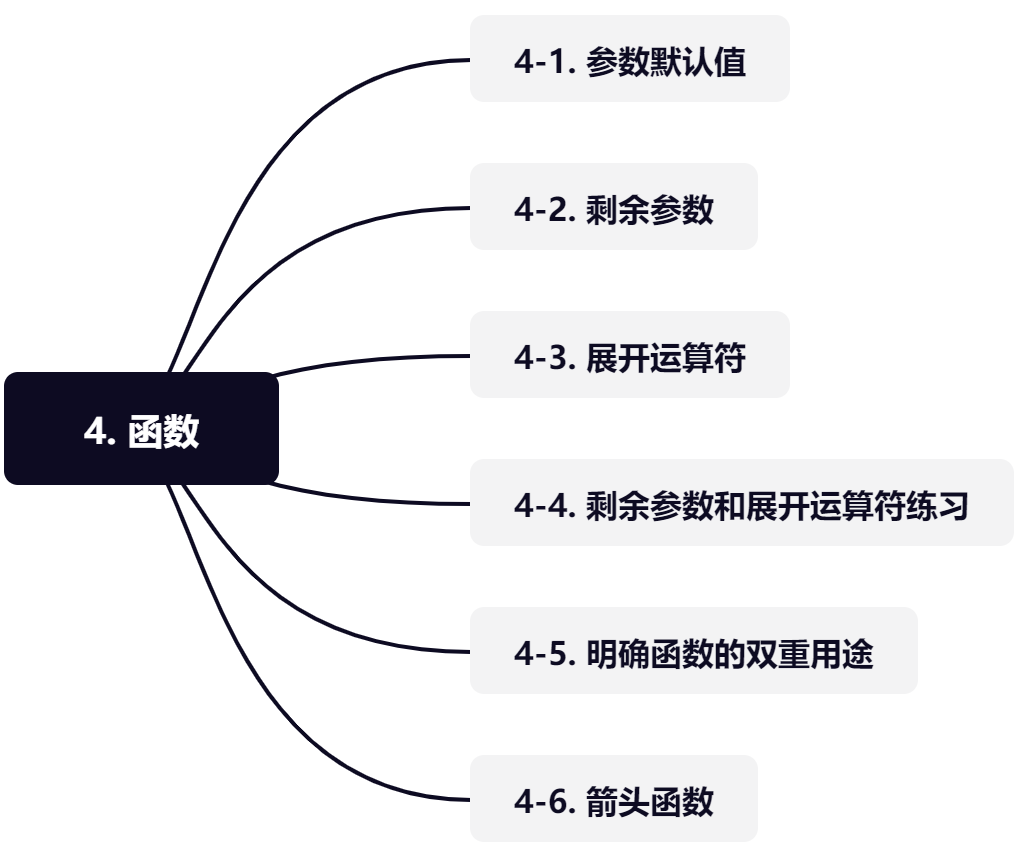 4-1. 参数默认值
4-2. 剩余参数
4-3. 展开运算符
4. 函数
4-4. 剩余参数和展开运算符练习
4-5. 明确函数的双重用途
4-6. 箭头函数